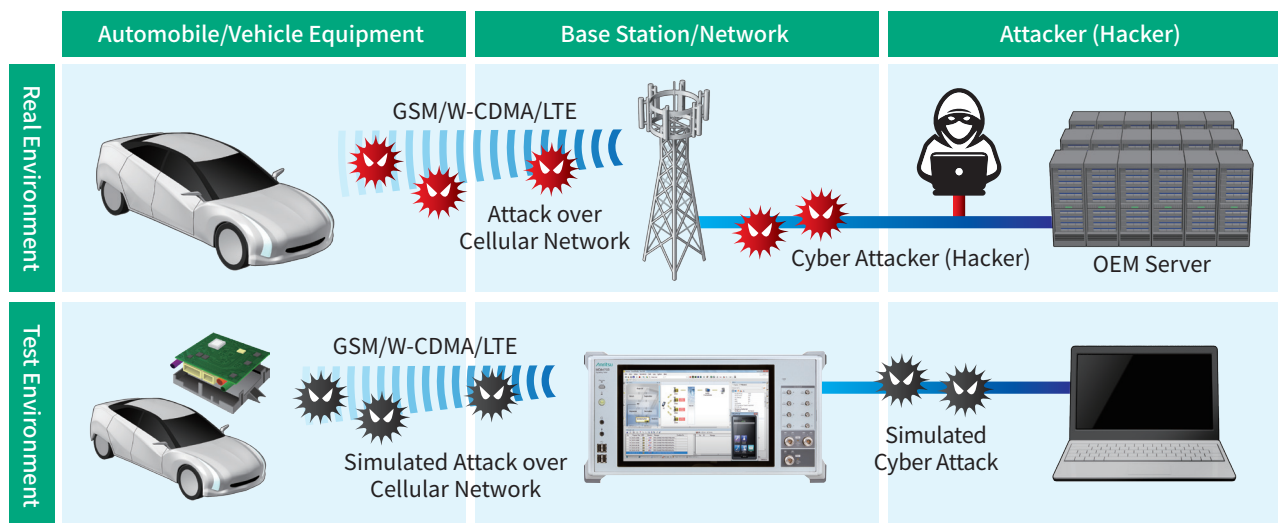 Automobile/Vehicle Equipment
Base Station/Network
Attacker (Hacker)
Real Environment
GSM/W-CDMA/LTE
Attack over
Cellular Network
Cyber Attacker (Hacker)
OEM Server
Test Environment
GSM/W-CDMA/LTE
Simulated Attack over
Cellular Network
Anritsu
Simulated
Cyber Attack